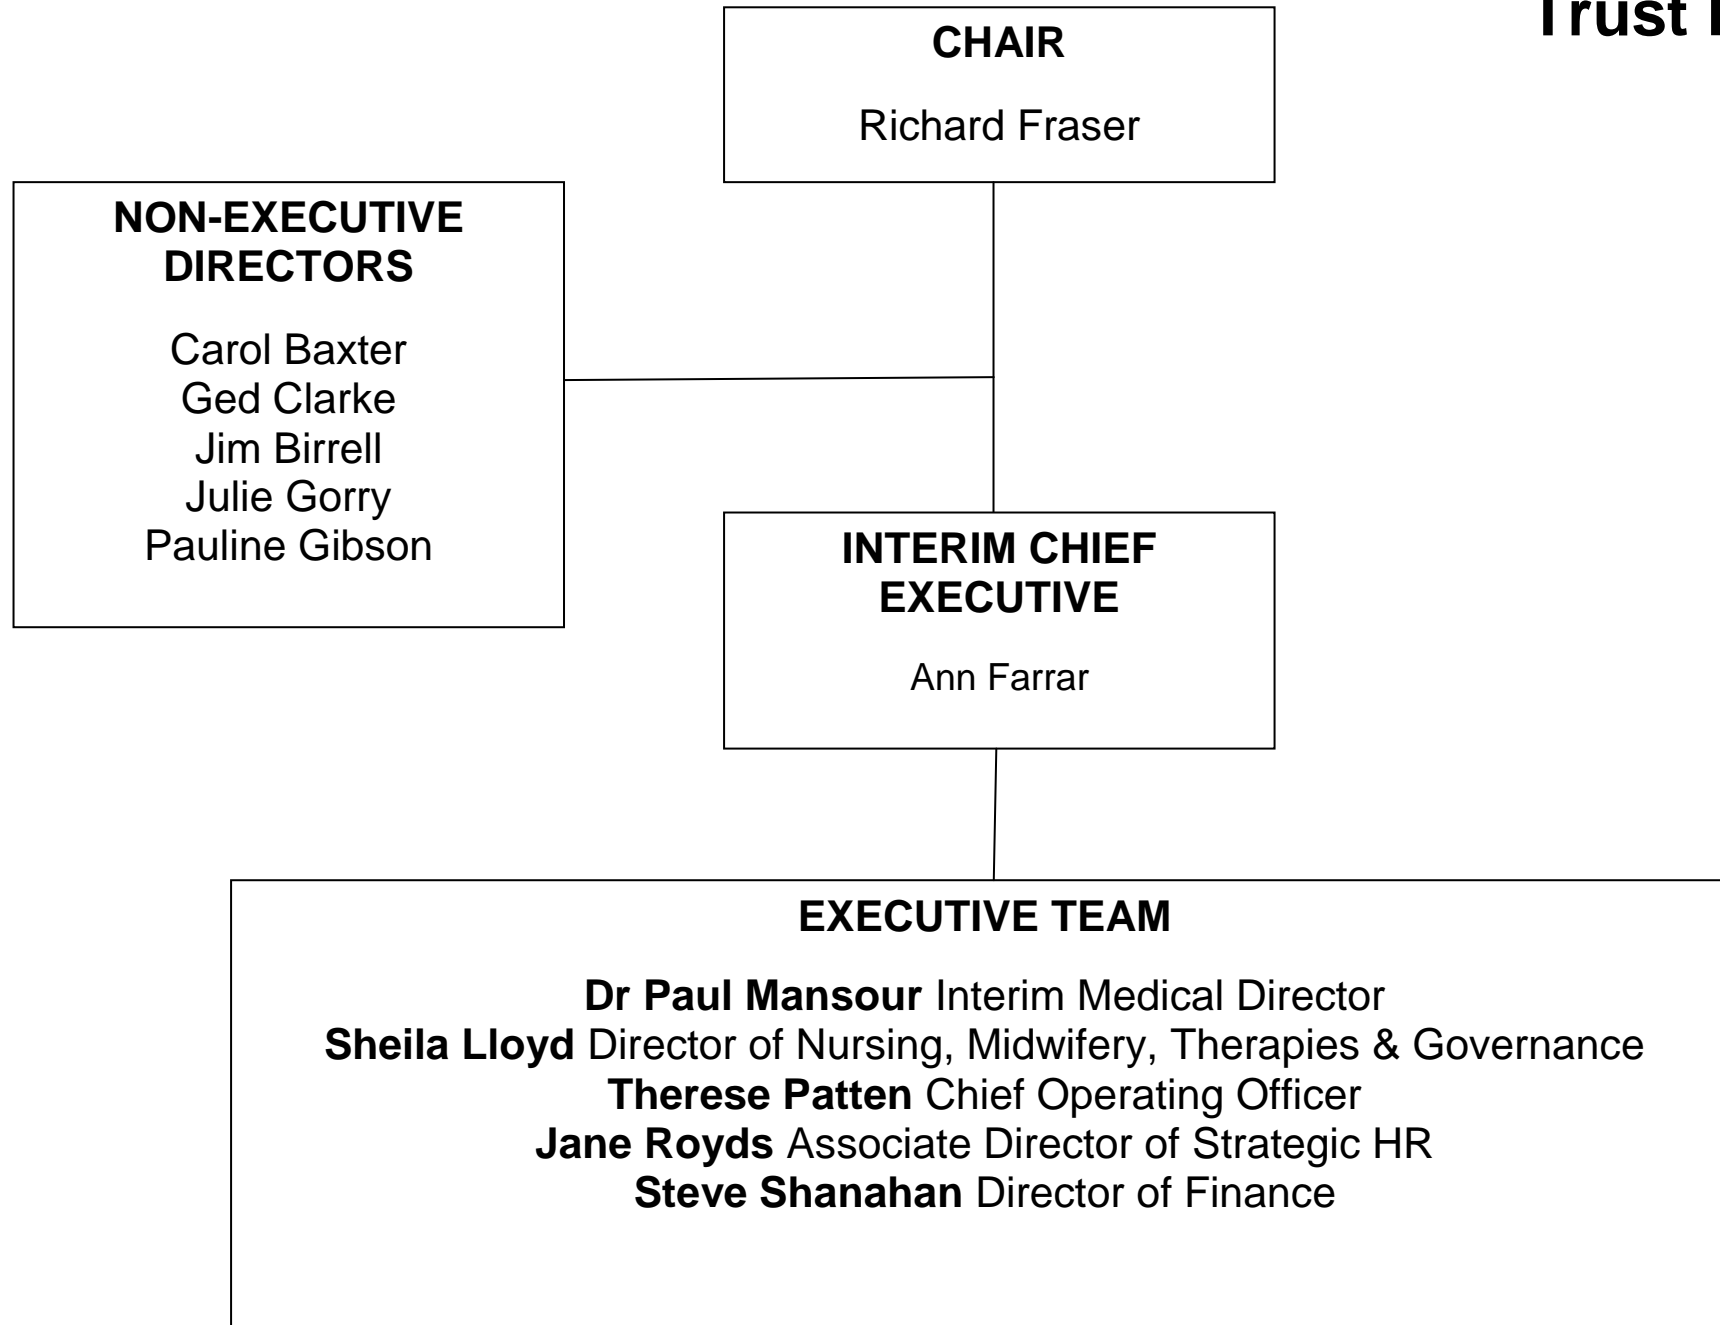 Trust
CHAIR
Richard Fraser
NON-EXECUTIVE
DIRECTORS
Carol Baxter
Ged Clarke
Jim Birrell
Julie Gorry
Pauline Gibson
INTERIM CHIEF
EXECUTIVE
Ann Farrar
EXECUTIVE TEAM
Dr Paul Mansour Interim Medical Director
Sheila Lloyd Director of Nursing, Midwifery, Therapies & Governance
Therese Patten Chief Operating Officer
Jane Royds Associate Director of Strategic HR
Steve Shanahan Director of Finance